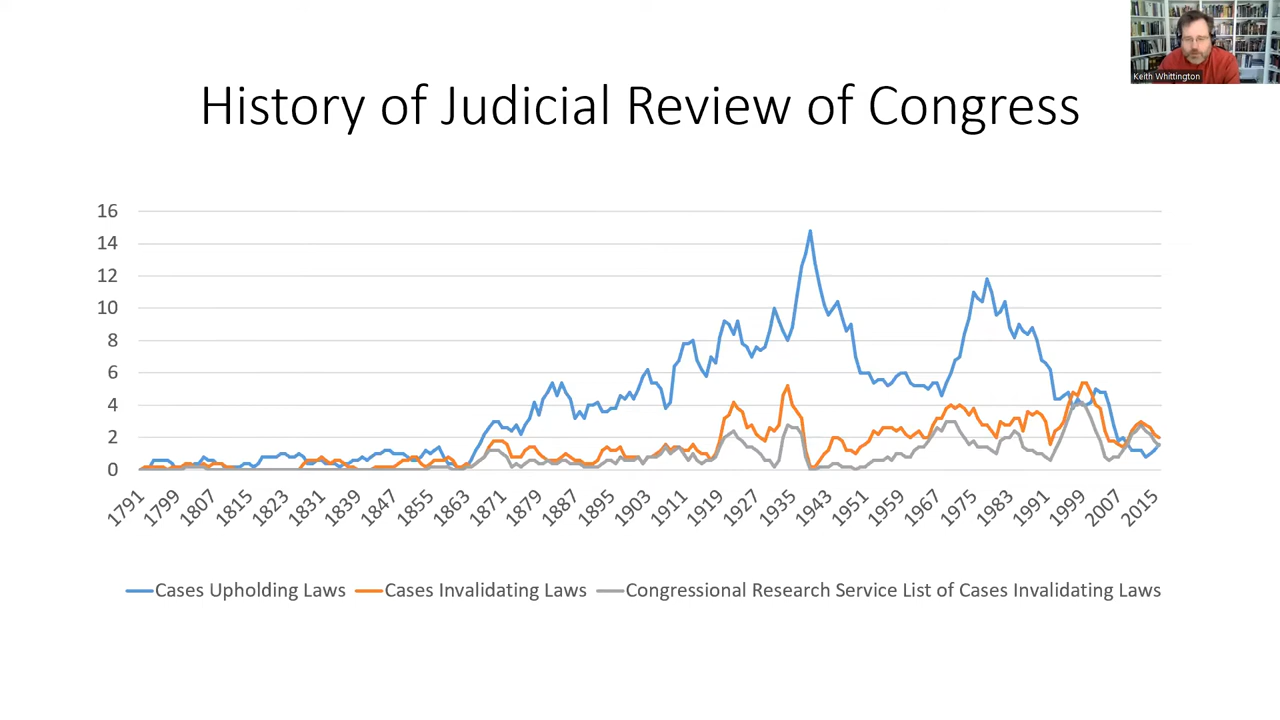 Keith Whittington
History of Judicial Review of Congress
16
14
12
10
8
6
4
2
0
1791 1799 1807 1815 1823 1831 1839 1847 1855 1863 1871 1879 1887 1895 1903 1911 1919 1927 1935 1943 1951 1959 1967 1975 1983 1991 1999 2007 2015
Cases Upholding Laws Cases Invalidating Laws Congressional Research Service List of Cases Invalidating Laws